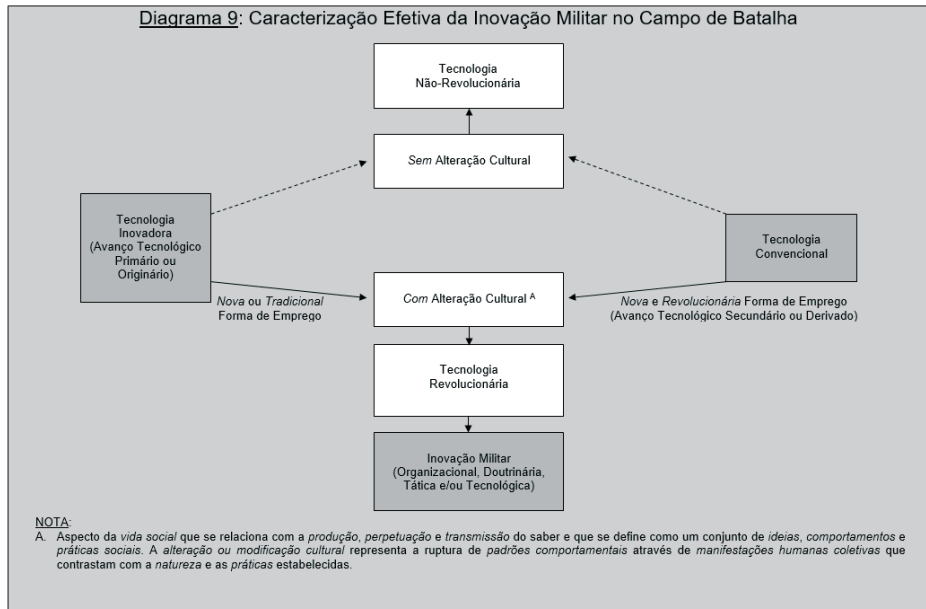 Diagrama 9: Caracterização Efetiva da Inovação Militar no Campo de Batalha
Tecnologia
Não-Revolucionária
Sem Alteração Cultural
Tecnologia
Inovadora
(Avanço Tecnológico
Primário ou
Originário)
Tecnologia
Convencional
Nova ou Tradicional
Forma de Emprego
Com Alteração Cultural A
Nova e Revolucionária Forma de Emprego
(Avanço Tecnológico Secundário ou Derivado)
Tecnologia
Revolucionária
Inovação Militar
(Organizacional, Doutrinária,
Tática e/ou Tecnológica)
NOTA:
A. Aspecto da vida social que se relaciona com a produção, perpetuação e transmissão do saber e que se define como um conjunto de ideias, comportamentos e
práticas sociais. A alteração ou modificação cultural representa a ruptura de padrões comportamentais através de manifestações humanas coletivas que
contrastam com a natureza e as práticas estabelecidas.